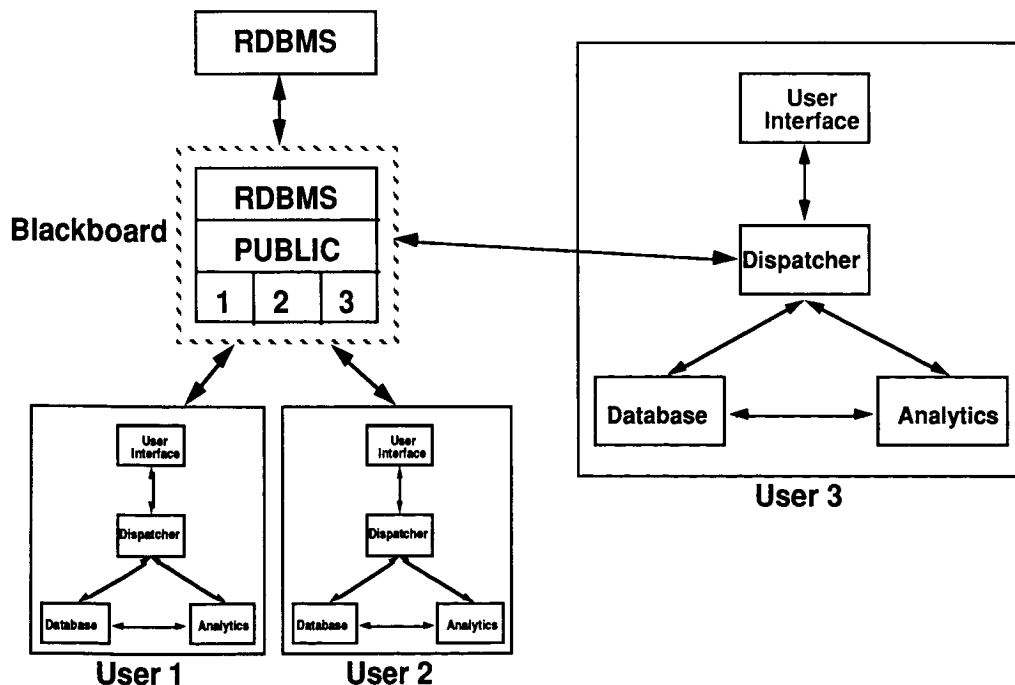 RDBMS
Blackboard
RDBMS
PUBLIC
1 2 3
User
Interface
Dispatcher
Database
Analytics
User 3
User
Interface
Dispatcher
Database
Analytics
User 1
User
Interface
Dispatcher
Database
Analytics
User 2